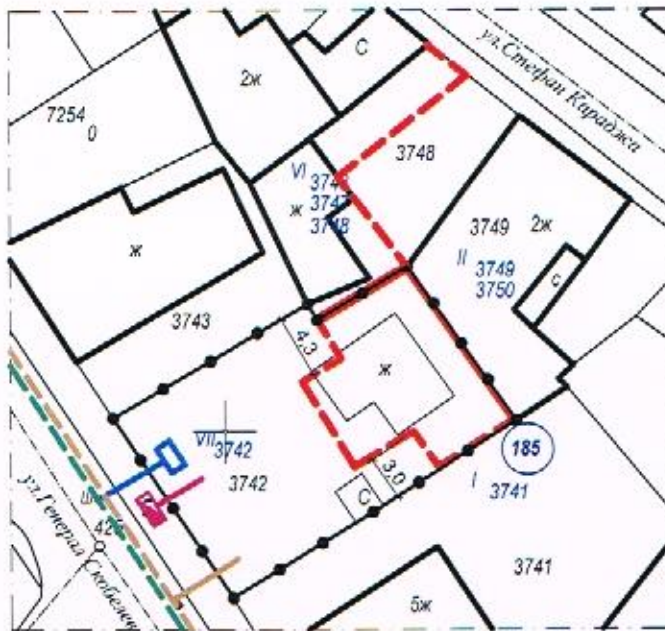 ул.Стефан Караджа
С
2ж
7254
0
3748
VI
3747
3748
ж
3749
2ж
II
3749
3750
с
ж
3743
4,3
ж
VII
3742
3742
185
I
3741
3,0
С
Ш
42
ул.Генерал
3741
5ж